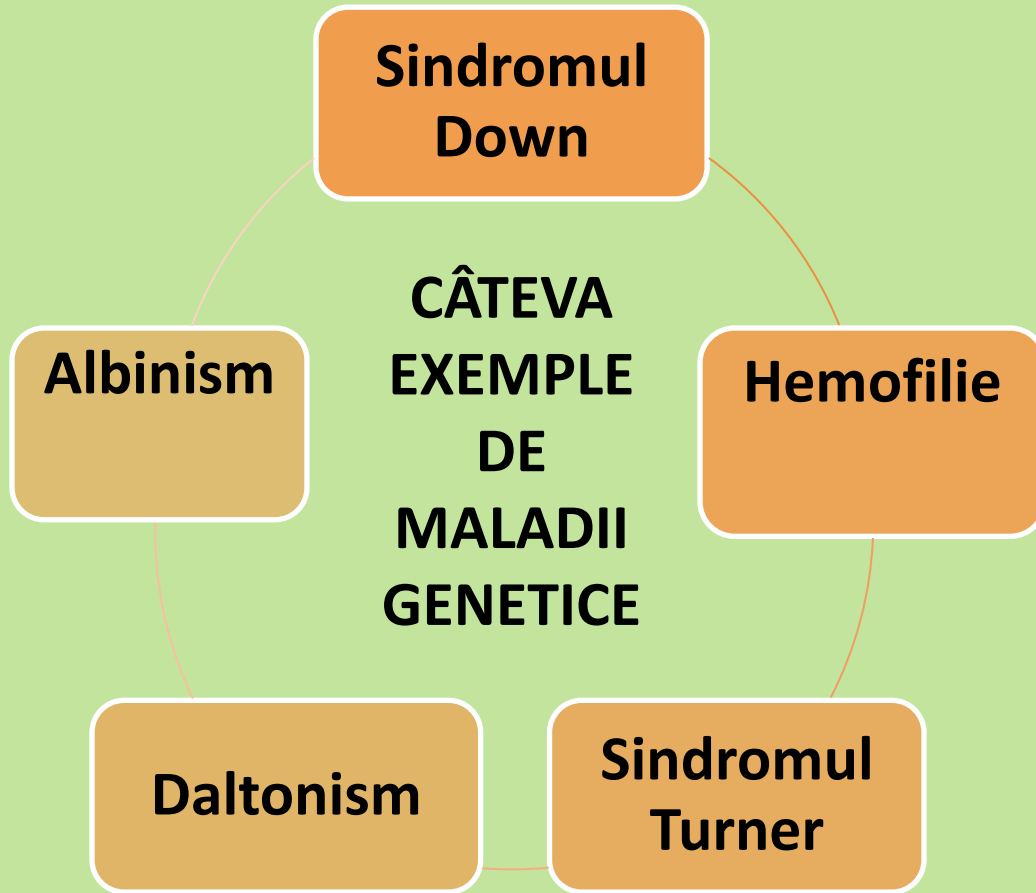 Sindromul
Down
CÂTEVA
EXEMPLE
DE
MALADII
GENETICE
Albinism
Hemofilie
Daltonism
Sindromul
Turner